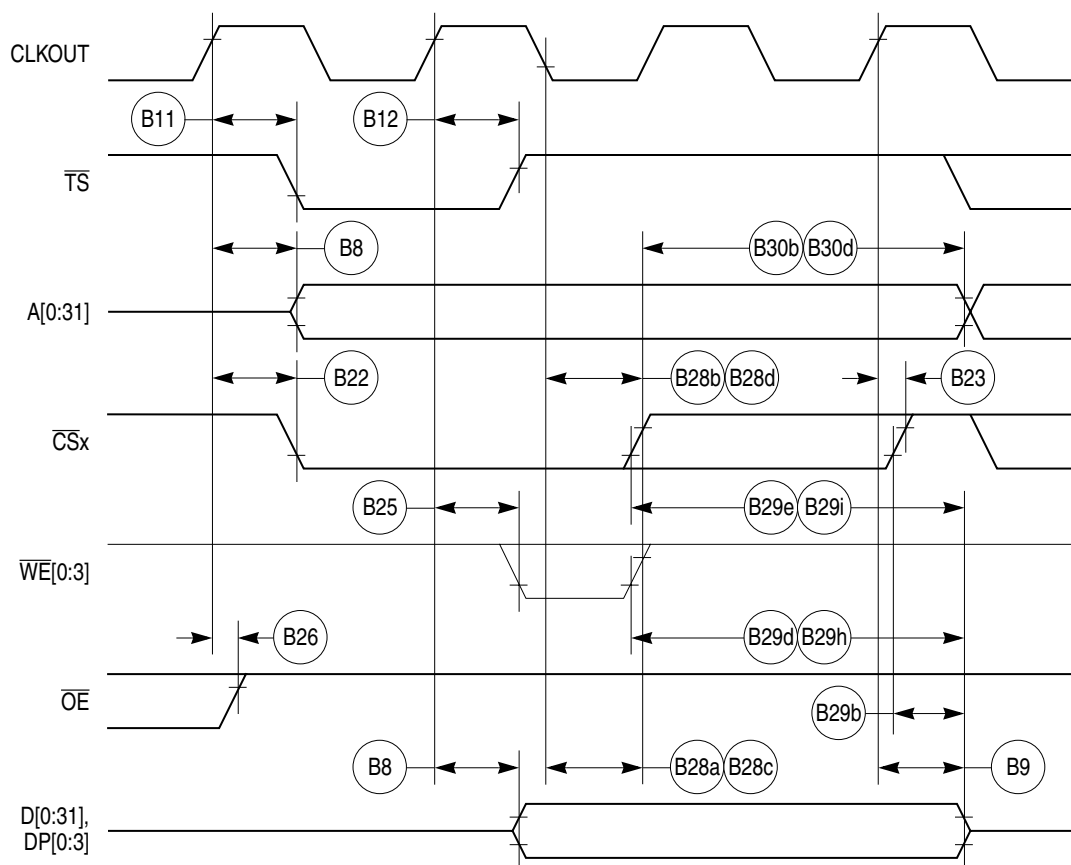 CLKOUT
B11
B12
TS
B8
B30b B30d
A[0:31]
B22
B28b B28d
B23
CSx
B25
B29e B29i
WE[0:3]
B26
B29d B29h
OE
B29b
B8
B28a B28c
B9
D[0:31],
DP[0:3]